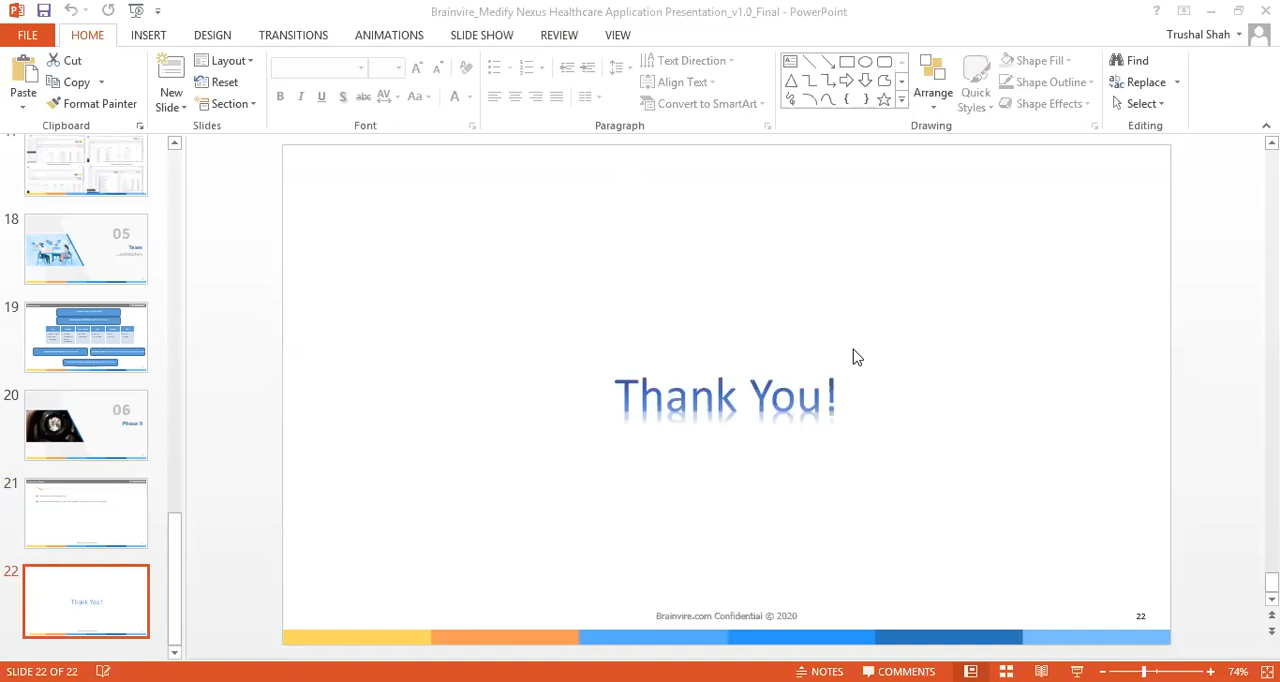 Brainvire_Medify Nexus Healthcare Application Presentation_v1.0_Final - PowerPoint
FILE HOME INSERT DESIGN TRANSITIONS ANIMATIONS SLIDE SHOW REVIEW VIEW Trushal Shah
Cut
Copy
Format Painter
Paste
Clipboard
New
Slide
Layout
Reset
Section
Slides
B I U S abc AV Aa A
Font
Text Direction
Align Text
Convert to SmartArt
Paragraph
Arrange
Quick
Styles
Shape Fill
Shape Outline
Shape Effects
Drawing
Find
Replace
Select
Editing
18
05
Team
19
20
06
Phase II
21
22
Thank You!
Thank You!
Brainvire.com Confidential © 2020
22
SLIDE 22 OF 22
NOTES COMMENTS 74%